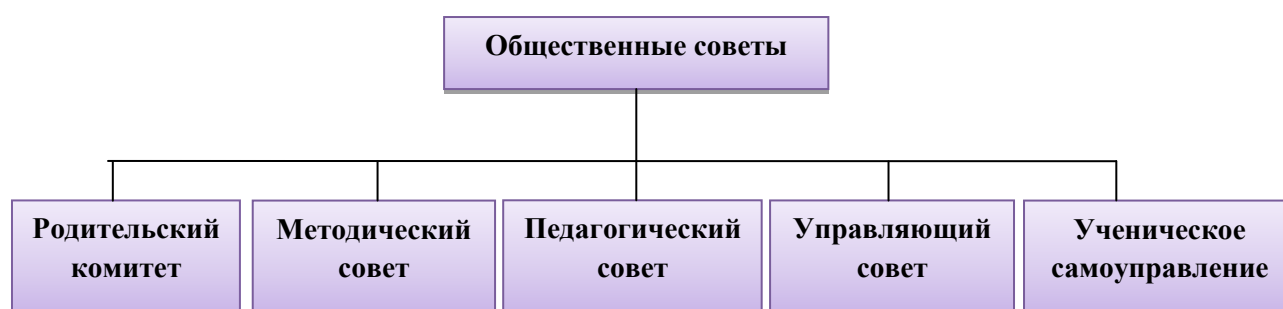 Общественные советы
Родительский
комитет
Методический
совет
Педагогический
совет
Управляющий
совет
Ученическое
самоуправление